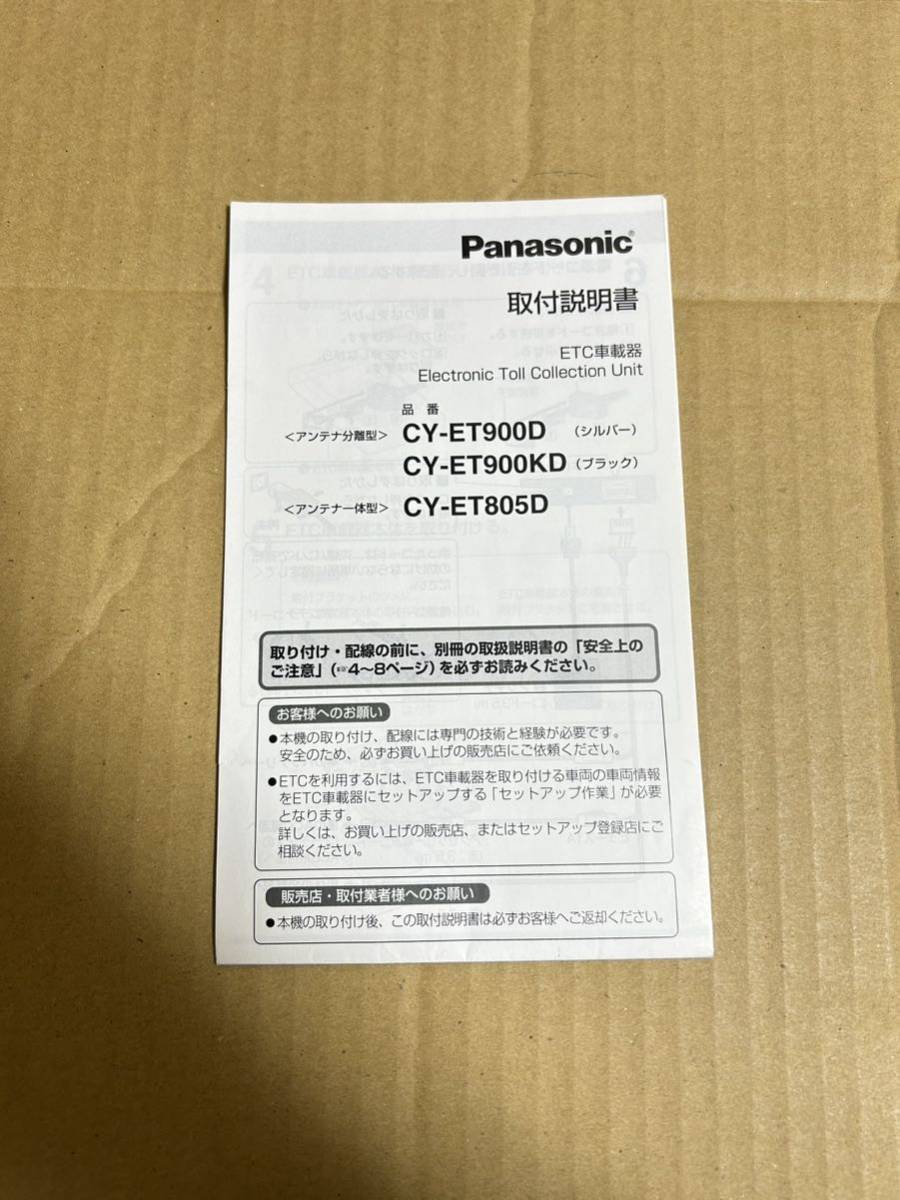 Panasonic®
取付説明書
ETC車載器
Electronic Toll Collection Unit
品番
<アンテナ分離型> CY-ET900D (シルバー)
CY-ET900KD (ブラック)
<アンテナ一体型> CY-ET805D
取り付け・配線の前に、別冊の取扱説明書の「安全上の
ご注意」(☞4〜8ページ)を必ずお読みください。
お客様へのお願い
●本機の取り付け、配線には専門の技術と経験が必要です。
安全のため、必ずお買い上げの販売店にご依頼ください。
●ETCを利用するには、ETC車載器を取り付ける車両の車両情報
をETC車載器にセットアップする「セットアップ作業」が必要
となります。
詳しくは、お買い上げの販売店、またはセットアップ登録店にご
相談ください。
販売店・取付業者様へのお願い
●本機の取り付け後、この取付説明書は必ずお客様へご返却ください。